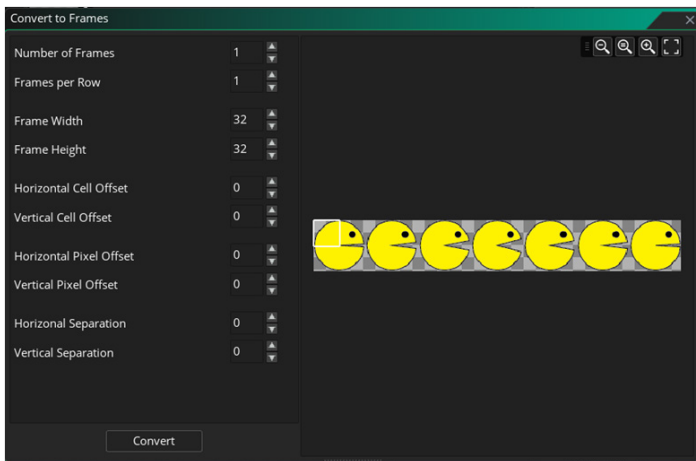 Convert to Frames
Number of Frames 1
Frames per Row 1
Frame Width 32
Frame Height 32
Horizontal Cell Offset 0
Vertical Cell Offset 0
Horizontal Pixel Offset 0
Vertical Pixel Offset 0
Horizonal Separation 0
Vertical Separation 0
Convert